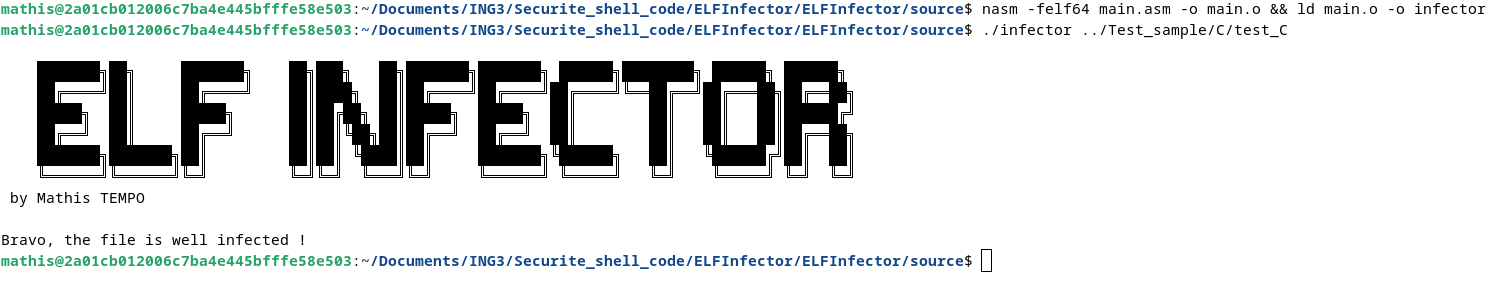 mathis@2a01cb012006c7ba4e445bfffe58e503:~/Documents/ING3/Securite_shell_code/ELFInfector/ELFInfector/source$ nasm -felf64 main.asm -o main.o && ld main.o -o infector
mathis@2a01cb012006c7ba4e445bfffe58e503:~/Documents/ING3/Securite_shell_code/ELFInfector/ELFInfector/source$ ./infector ../Test_sample/C/test_C
ELF INFECTOR
by Mathis TEMPO
Bravo, the file is well infected !
mathis@2a01cb012006c7ba4e445bfffe58e503:~/Documents/ING3/Securite_shell_code/ELFInfector/ELFInfector/source$